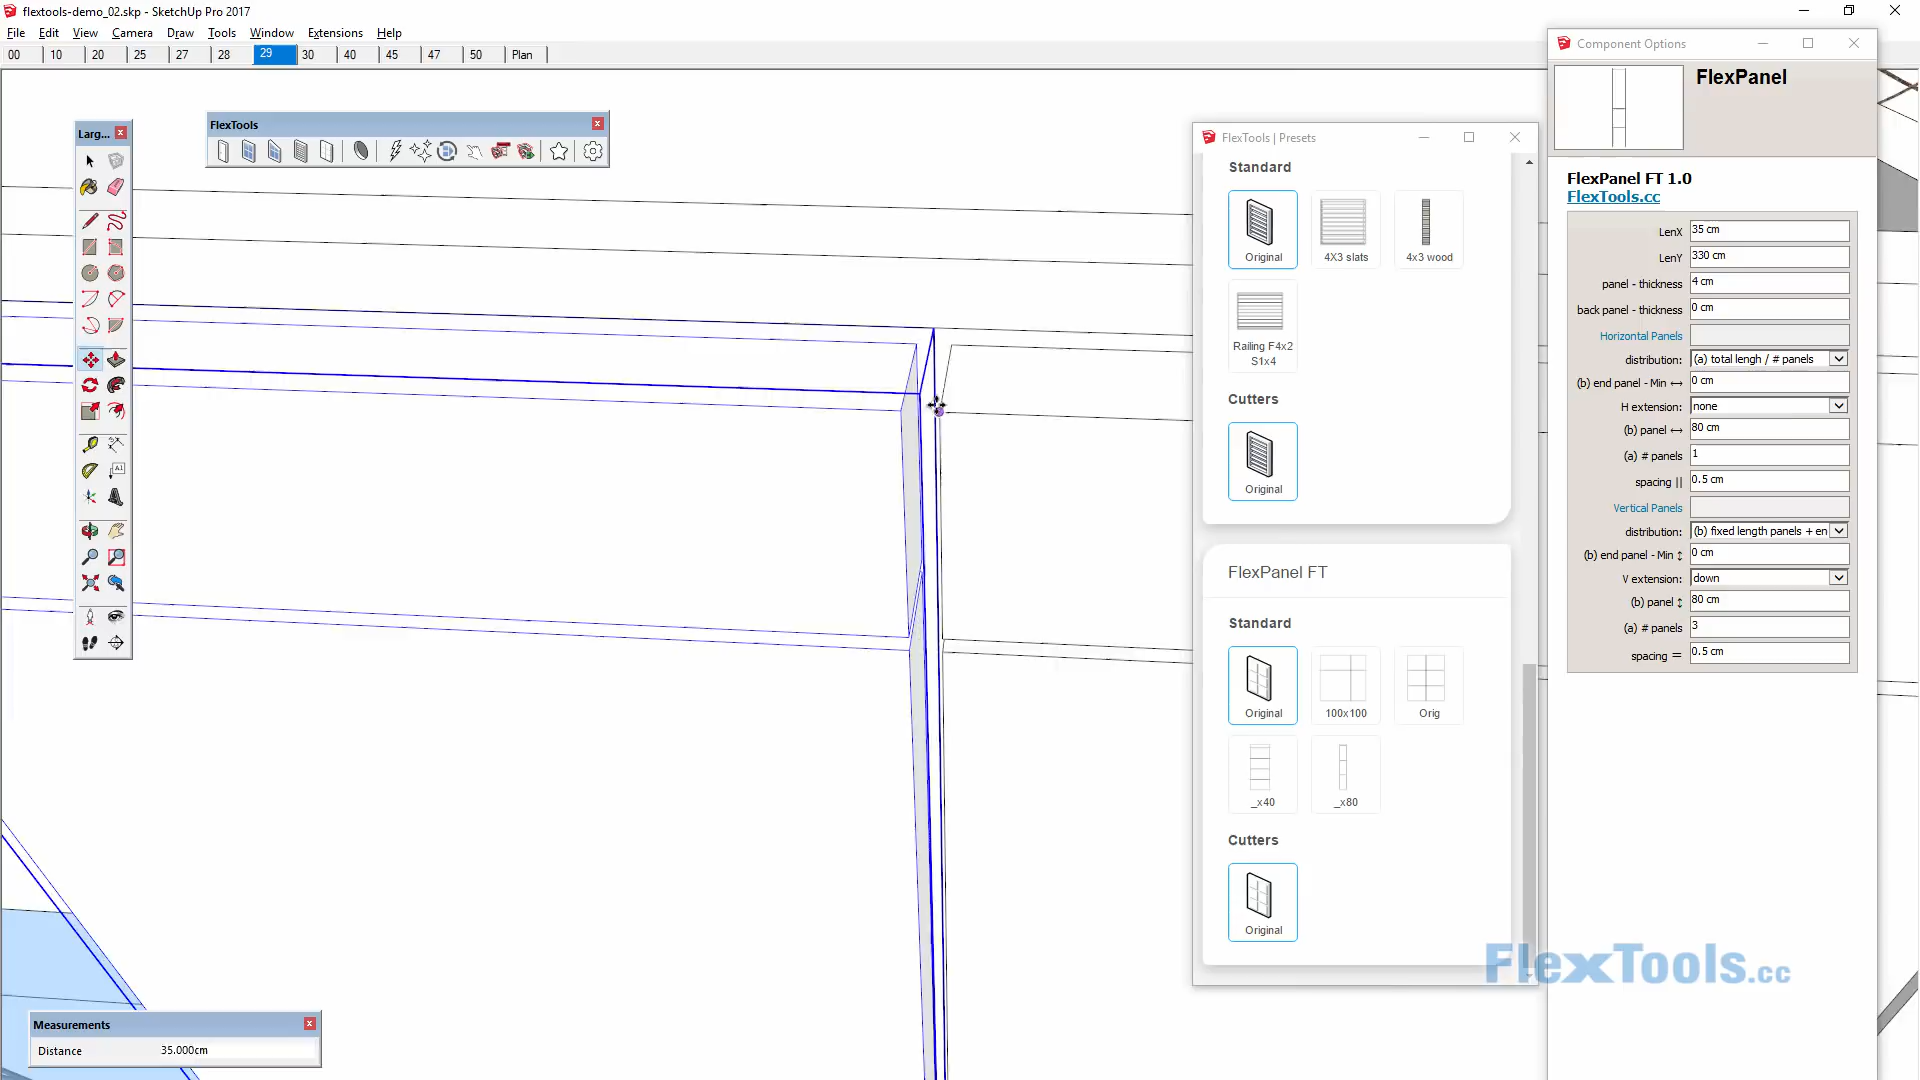 flextools-demo_02.skp - SketchUp Pro 2017
File Edit View Camera Draw Tools Window Extensions Help
00 10 20 25 27 28 29 30 40 45 47 50 Plan
Larg...
FlexTools
A1
Measurements
Distance 35.000cm
FlexTools | Presets
Standard
Original 4X3 slats 4x3 wood
Railing F4x2
S1x4
Cutters
Original
FlexPanel FT
Standard
Original 100x100 Orig
_x40 _x80
Cutters
Original
Component Options
FlexPanel
FlexPanel FT 1.0
FlexTools.cc
LenX 35 cm
LenY 330 cm
panel - thickness 4 cm
back panel - thickness 0 cm
Horizontal Panels
distribution: (a) total lengh / # panels
(b) end panel - Min ↔ 0 cm
H extension: none
(b) panel ↔ 80 cm
(a) # panels 1
spacing || 0.5 cm
Vertical Panels
distribution: (b) fixed length panels + en
(b) end panel - Min ↕ 0 cm
V extension: down
(b) panel ↕ 80 cm
(a) # panels 3
spacing = 0.5 cm
FlexTools.cc